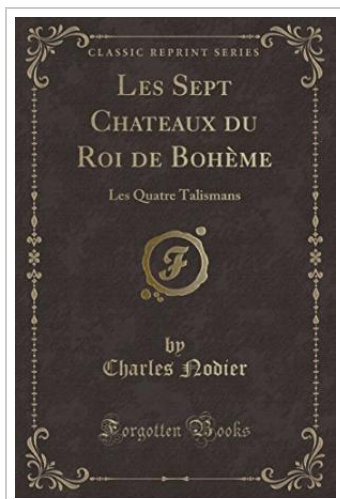 CLASSIC REPRINT SERIES
LES SEPT
CHATEAUX DU
ROI DE BOHÈME
Les Quatre Talismans
F
by
Charles Nodier
Forgotten Books